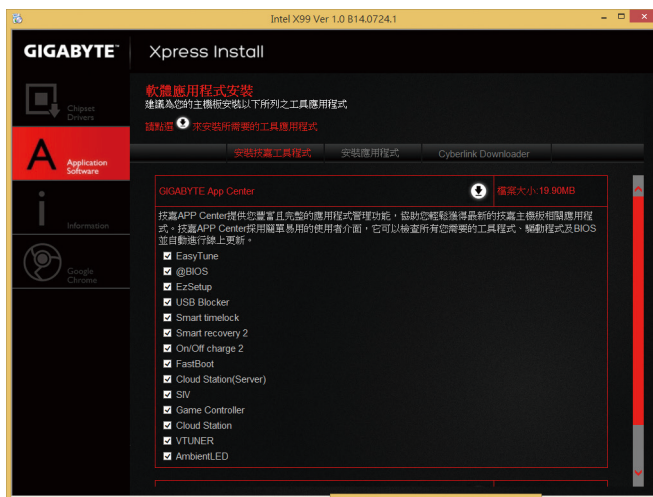 Intel X99 Ver 1.0 B14.0724.1
GIGABYTE™
Xpress Install
Chipset
Drivers
Application
Software
Information
Google
Chrome
軟體應用程式安裝
建議為您的主機板安裝以下所列之工具應用程式
請點選 來安裝所需要的工具應用程式
安裝技嘉工具程式 安裝應用程式 Cyberlink Downloader
GIGABYTE App Center 檔案大小:19.90MB
技嘉APP Center提供您豐富且完整的應用程式管理功能，協助您輕鬆獲得最新的技嘉主機板相關應用程
式。技嘉APP Center採用簡單易用的使用者介面，它可以檢查所有您需要的工具程式、驅動程式及BIOS
並自動進行線上更新。
EasyTune
@BIOS
EzSetup
USB Blocker
Smart timelock
Smart recovery 2
On/Off charge 2
FastBoot
Cloud Station(Server)
SIV
Game Controller
Cloud Station
VTUNER
AmbientLED